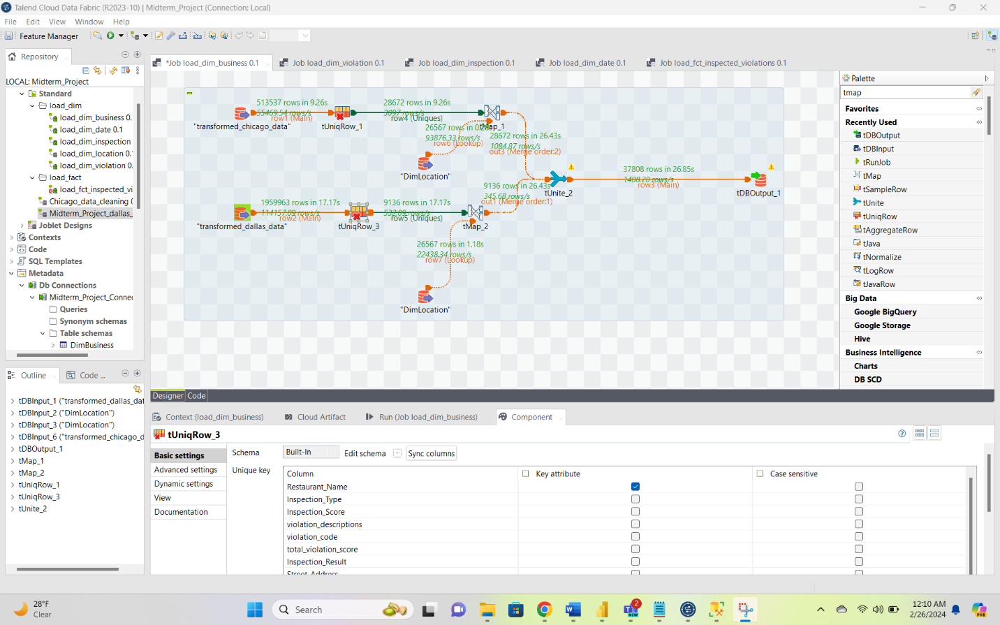 Talend Cloud Data Fabric (R2023-10) | Midterm_Project (Connection: Local)
File Edit View Window Help
Feature Manager
Repository
LOCAL: Midterm_Project
Standard
load_dim
load_dim_business 0.
load_dim_date 0.1
load_dim_inspection
load_dim_location 0.
load_dim_violation 0.
load_fact
load_fct_inspected_vi
Chicago_data_cleaning (
Midterm_Project_dallas_
Joblet Designs
Contexts
Code
SQL Templates
Metadata
Db Connections
Midterm_Project_Connec
Queries
Synonym schemas
Table schemas
DimBusiness
Outline Code ...
tDBInput_1 ("transformed_dallas_dat
tDBInput_2 ("DimLocation")
tDBInput_3 ("DimLocation")
tDBInput_6 ("transformed_chicago_d
tDBOutput_1
tMap_1
tMap_2
tUniqRow_1
tUniqRow_3
tUnite_2
*Job load_dim_business 0.1 Job load_dim_violation 0.1 Job load_dim_inspection 0.1 Job load_dim_date 0.1 Job load_fct_inspected_violations 0.1
513537 rows in 9.26s
55469.54 rows/s
row1 (Main)
"transformed_chicago_data"
tUniqRow_1
28672 rows in 9.26s
3097 rows/s
row4 (Uniques)
tMap_1
26567 rows in 0.28s
93876.33 rows/s
row6 (Lookup)
"DimLocation"
28672 rows in 26.43s
1084.87 rows/s
out3 (Merge order:2)
tUnite_2
37808 rows in 26.85s
1408.28 rows/s
row3 (Main)
tDBOutput_1
9136 rows in 26.43s
345.68 rows/s
out1 (Merge order:1)
1959963 rows in 17.17s
114157.09 rows/s
row2 (Main)
"transformed_dallas_data"
tUniqRow_3
9136 rows in 17.17s
532.09 rows/s
row5 (Uniques)
tMap_2
26567 rows in 1.18s
22438.34 rows/s
row7 (Lookup)
"DimLocation"
Designer Code
Palette
tmap
Favorites
Recently Used
tDBOutput
tDBInput
tRunJob
tMap
tSampleRow
tUnite
tUniqRow
tAggregateRow
tJava
tNormalize
tLogRow
tJavaRow
Big Data
Google BigQuery
Google Storage
Hive
Business Intelligence
Charts
DB SCD
Context (load_dim_business) Cloud Artifact Run (Job load_dim_business) Component
tUniqRow_3
Basic settings
Advanced settings
Dynamic settings
View
Documentation
Schema Built-In Edit schema ... Sync columns
Unique key
Column Key attribute Case sensitive
Restaurant_Name
Inspection_Type
Inspection_Score
violation_descriptions
violation_code
total_violation_score
Inspection_Result
Street_Address
28°F
Clear
Search
2
NEW
12:10 AM
2/26/2024
PRE